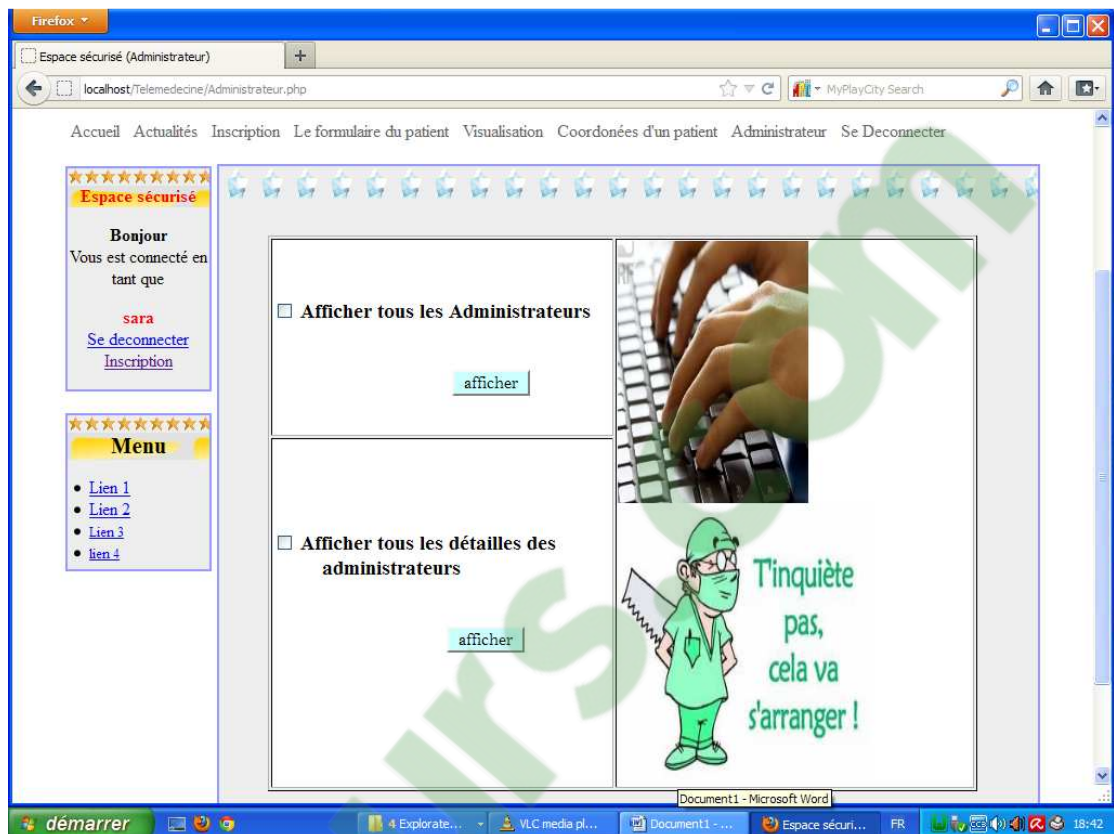 Firefox
Espace sécurisé (Administrateur)
localhost/Telemedecine/Administrateur.php
MyPlayCity Search
Accueil Actualités Inscription Le formulaire du patient Visualisation Coordonées d'un patient Administrateur Se Deconnecter
Espace sécurisé
Bonjour
Vous est connecté en
tant que
sara
Se deconnecter
Inscription
Menu
Lien 1
Lien 2
Lien 3
lien 4
Afficher tous les Administrateurs
afficher
Afficher tous les détailles des
administrateurs
afficher
T'inquiète
pas,
cela va
s'arranger !
Document1 - Microsoft Word
démarrer
4 Explorate...
VLC media pl...
Document1 - ...
Espace sécuri...
FR
18:42